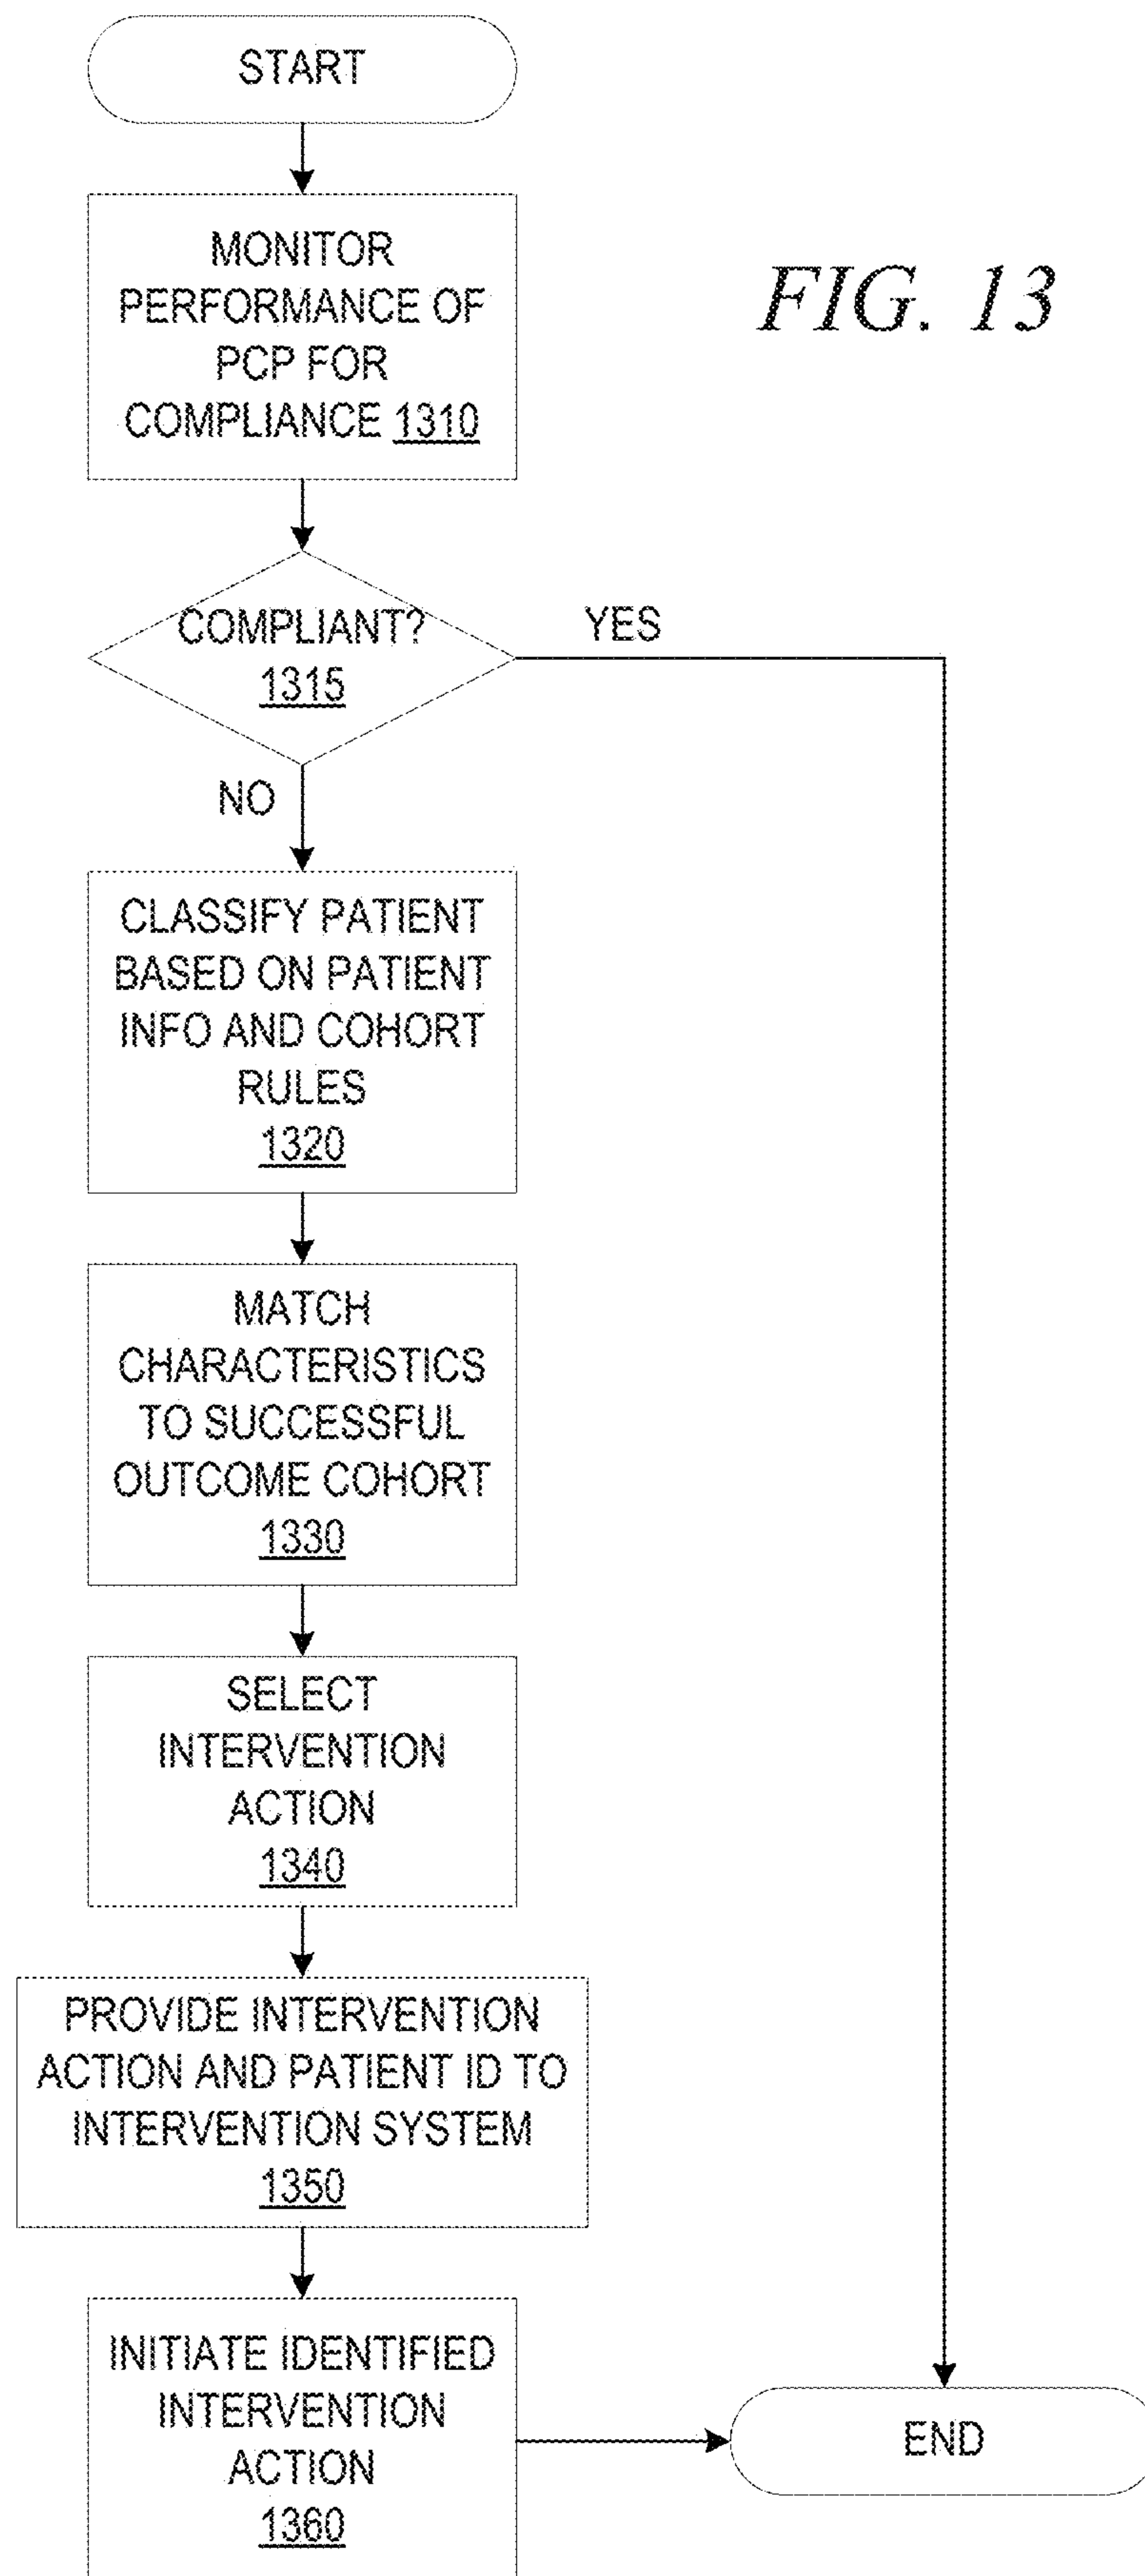 START
MONITOR
PERFORMANCE OF
PCP FOR
COMPLIANCE 1310
FIG. 13
COMPLIANT?
1315
YES
NO
CLASSIFY PATIENT
BASED ON PATIENT
INFO AND COHORT
RULES
1320
MATCH
CHARACTERISTICS
TO SUCCESSFUL
OUTCOME COHORT
1330
SELECT
INTERVENTION
ACTION
1340
PROVIDE INTERVENTION
ACTION AND PATIENT ID TO
INTERVENTION SYSTEM
1350
INITIATE IDENTIFIED
INTERVENTION
ACTION
1360
END